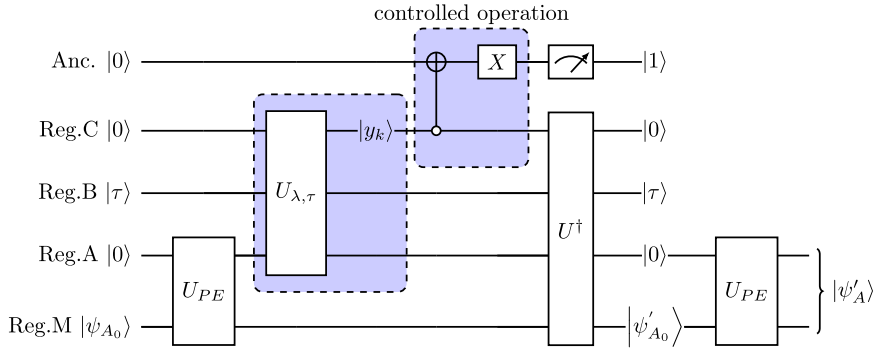 controlled operation
Anc. |0⟩ X |1⟩
Reg.C |0⟩ |y_k⟩ |0⟩
Reg.B |τ⟩ U_{λ,τ} |τ⟩
U^†
Reg.A |0⟩ |0⟩
U_{PE} U_{PE} |ψ'_A⟩
Reg.M |ψ_{A_0}⟩ |ψ'_{A_0}⟩